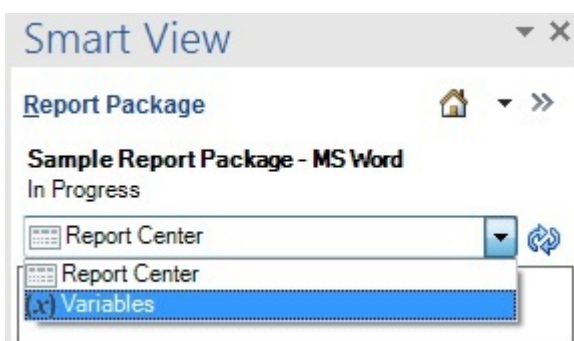 Smart View
Report Package
Sample Report Package - MS Word
In Progress
Report Center
Report Center
(x) Variables